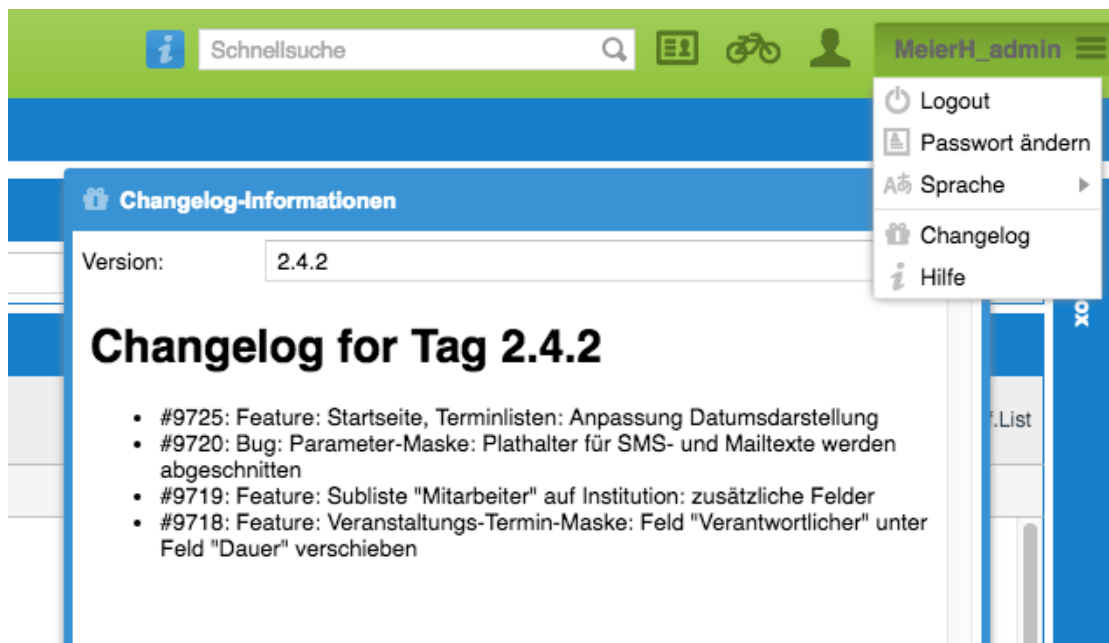 Schnellsuche
MeierH_admin
Logout
Passwort ändern
Sprache
Changelog
Hilfe
Changelog-Informationen
Version:
2.4.2
Changelog for Tag 2.4.2
• #9725: Feature: Startseite, Terminlisten: Anpassung Datumsdarstellung
• #9720: Bug: Parameter-Maske: Plathalter für SMS- und Mailtexte werden
abgeschnitten
• #9719: Feature: Subliste "Mitarbeiter" auf Institution: zusätzliche Felder
• #9718: Feature: Veranstaltungs-Termin-Maske: Feld "Verantwortlicher" unter
Feld "Dauer" verschieben
f.List
ox